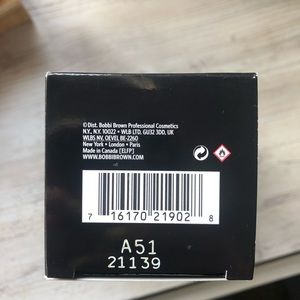 © Dist. Bobbi Brown Professional Cosmetics
N.Y., N.Y. 10022 • WLB LTD, GU32 3DD, UK
WLBS NV, OEVEL BE-2260
New York • London • Paris
Made in Canada [ELFP]
WWW.BOBBIBROWN.COM
7 16170 21902 8
A51
21139